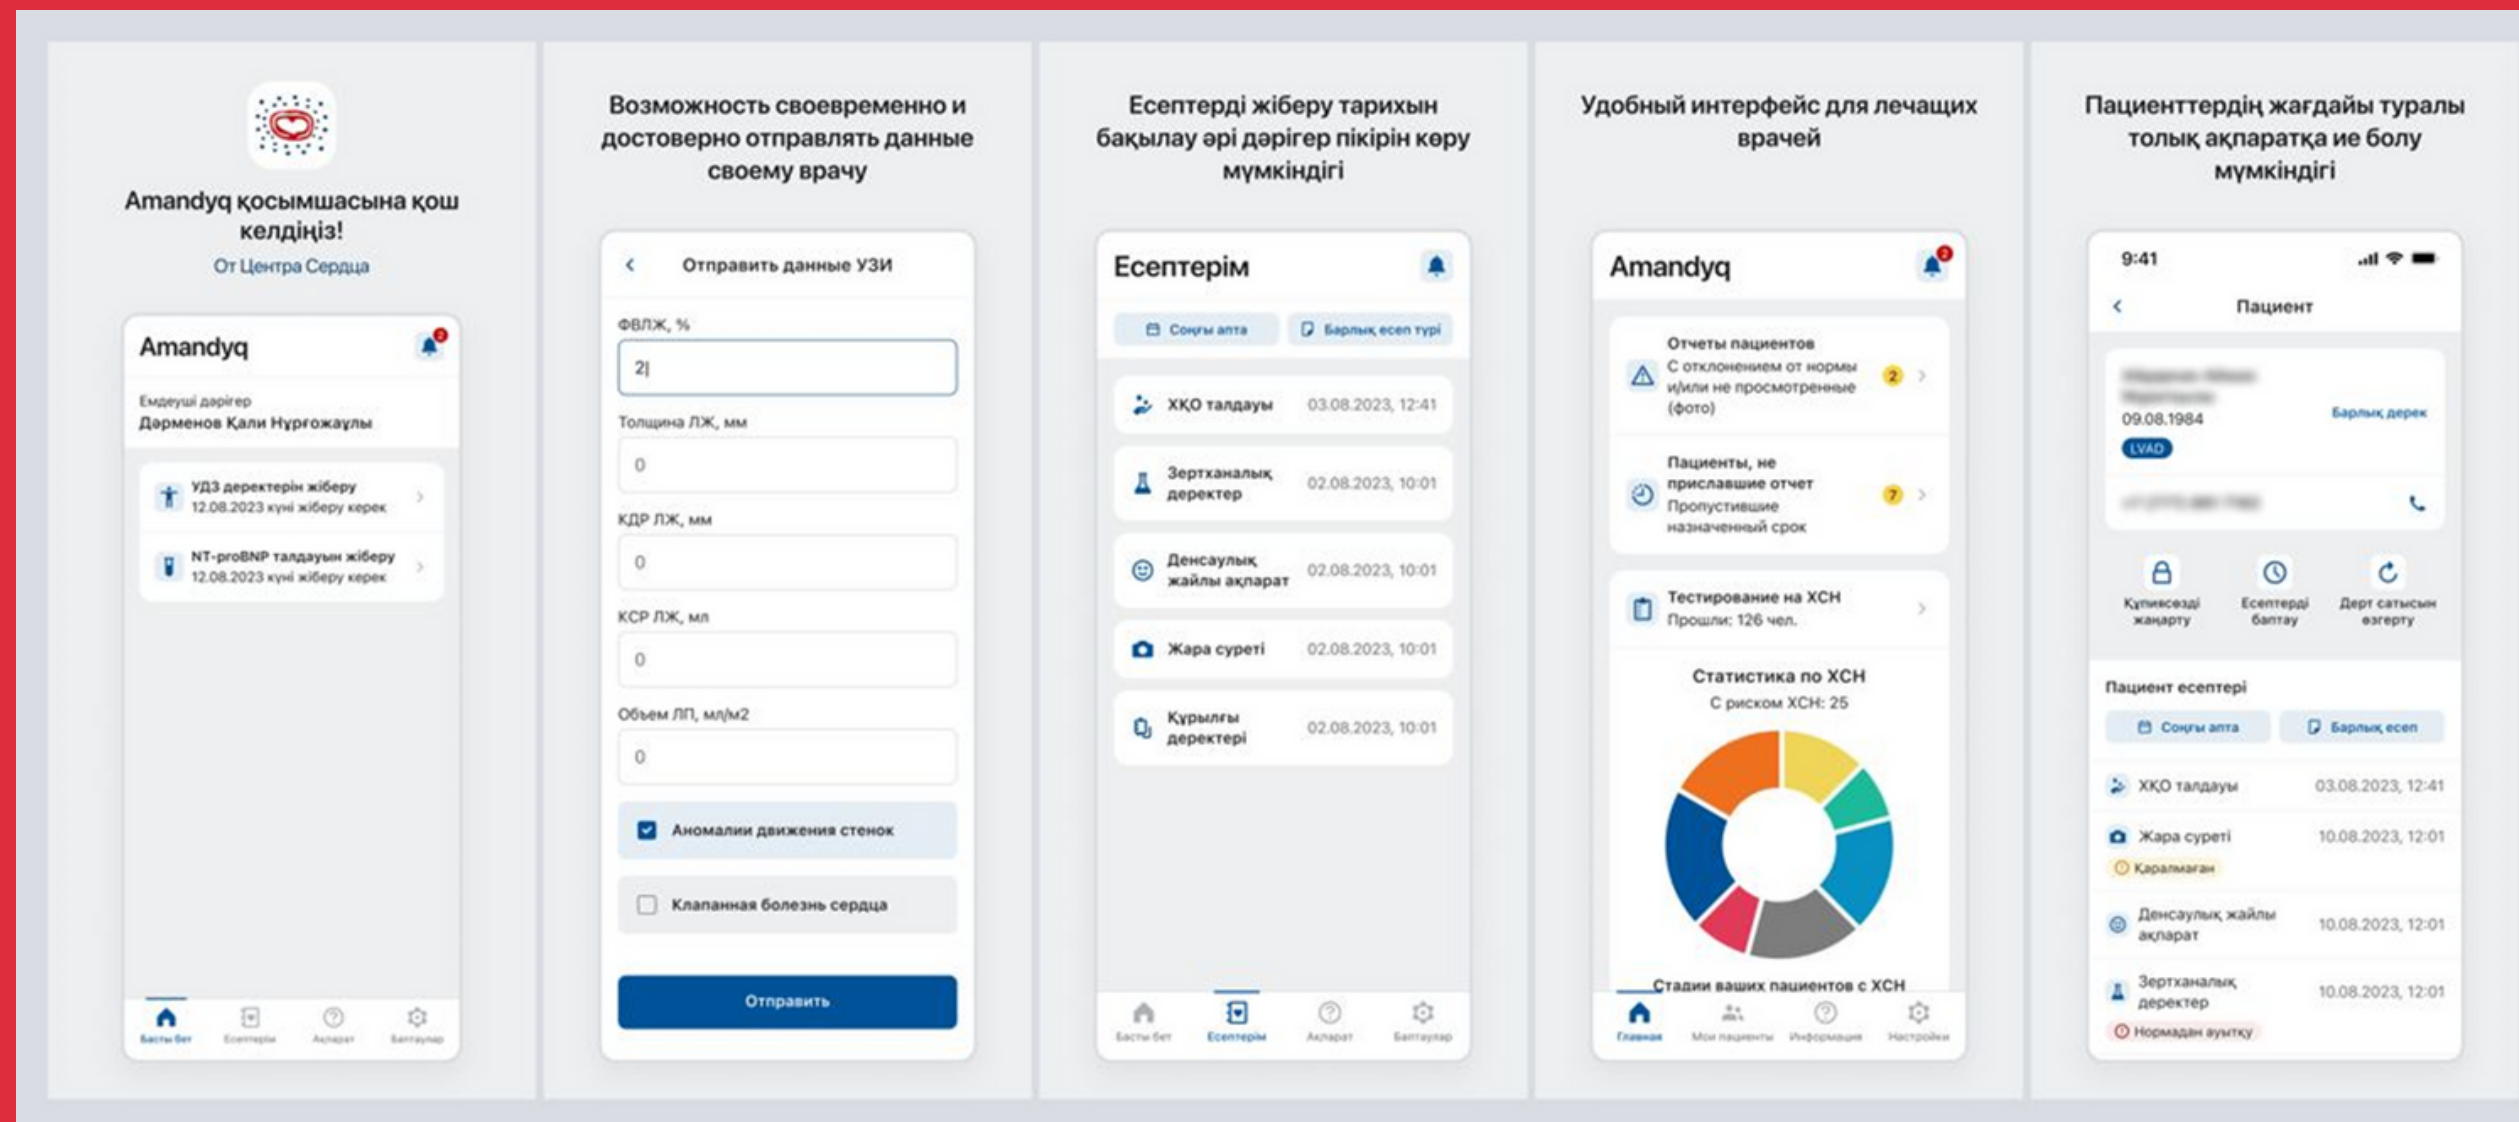 Amandyq қосымшасына қош
келдіңіз!
От Центра Сердца
Amandyq
2
Емдеуші дәрігер
Дәрменов Қали Нұрғожаұлы
УДЗ деректерін жіберу
12.08.2023 күні жіберу керек
NT-proBNP талдауын жіберу
12.08.2023 күні жіберу керек
Басты бет
Есептерім
Ақпарат
Баптаулар
Возможность своевременно и
достоверно отправлять данные
своему врачу
Отправить данные УЗИ
ФВЛЖ, %
2
Толщина ЛЖ, мм
0
КДР ЛЖ, мм
0
КСР ЛЖ, мл
0
Объем ЛП, мл/м2
0
Аномалии движения стенок
Клапанная болезнь сердца
Отправить
Есептерді жіберу тарихын
бақылау әрі дәрігер пікірін көру
мүмкіндігі
Есептерім
Соңғы апта
Барлық есеп түрі
ХҚО талдауы 03.08.2023, 12:41
Зертханалық
деректер
02.08.2023, 10:01
Денсаулық
жайлы ақпарат
02.08.2023, 10:01
Жара суреті 02.08.2023, 10:01
Құрылғы
деректері
02.08.2023, 10:01
Басты бет
Есептерім
Ақпарат
Баптаулар
Удобный интерфейс для лечащих
врачей
Amandyq
2
Отчеты пациентов
С отклонением от нормы
и/или не просмотренные
(фото)
2
Пациенты, не
приславшие отчет
Пропустившие
назначенный срок
7
Тестирование на ХСН
Прошли: 126 чел.
Статистика по ХСН
С риском ХСН: 25
Стадии ваших пациентов с ХСН
Главная
Мои пациенты
Информация
Настройки
Пациенттердің жағдайы туралы
толық ақпаратқа ие болу
мүмкіндігі
9:41
Пациент
09.08.1984
Барлық дерек
LVAD
Құпиясөзді
жаңарту
Есептерді
баптау
Дерт сатысын
өзгерту
Пациент есептері
Соңғы апта
Барлық есеп
ХҚО талдауы 03.08.2023, 12:41
Жара суреті 10.08.2023, 12:01
Қаралмаған
Денсаулық жайлы
ақпарат
10.08.2023, 12:01
Зертханалық
деректер
10.08.2023, 12:01
Нормадан ауытқу